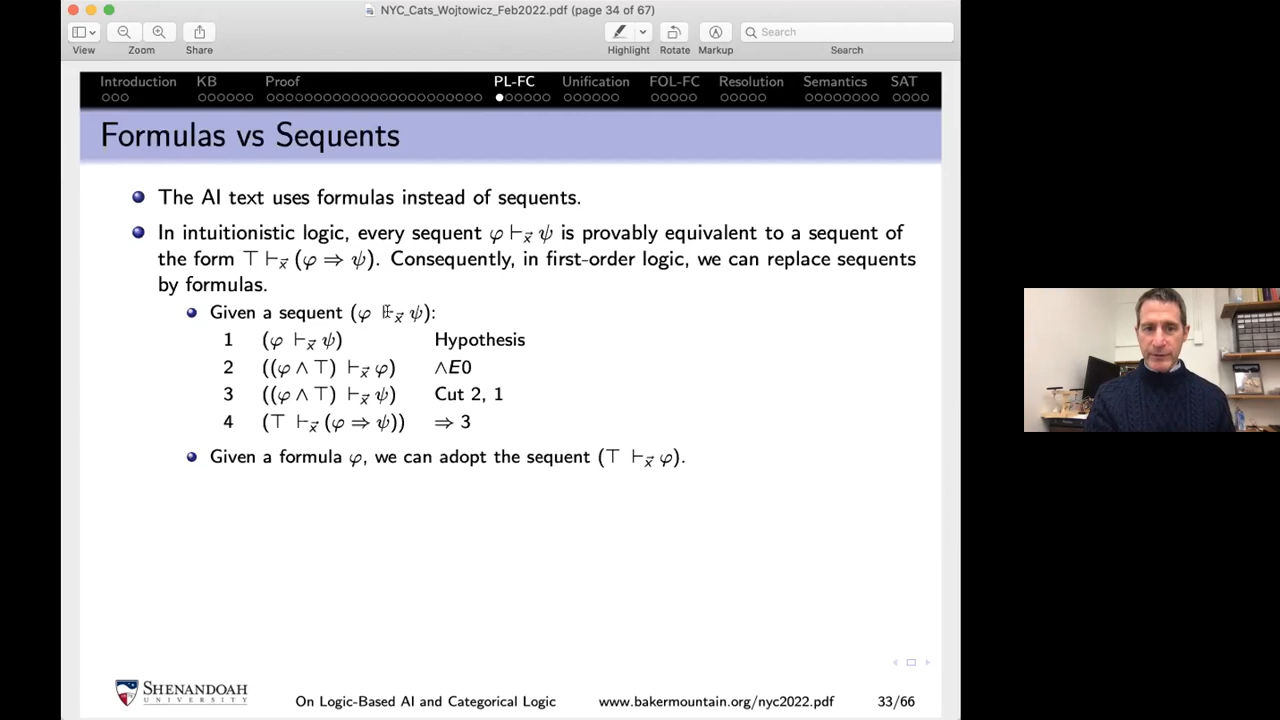 NYC_Cats_Wojtowicz_Feb2022.pdf (page 34 of 67)
Search
View Zoom Share Highlight Rotate Markup Search
Introduction KB Proof PL-FC Unification FOL-FC Resolution Semantics SAT
Formulas vs Sequents
The AI text uses formulas instead of sequents.
In intuitionistic logic, every sequent φ ⊢x⃗ ψ is provably equivalent to a sequent of
the form ⊤ ⊢x⃗ (φ ⇒ ψ). Consequently, in first-order logic, we can replace sequents
by formulas.
Given a sequent (φ ⊢x⃗ ψ):
1 (φ ⊢x⃗ ψ) Hypothesis
2 ((φ ∧ ⊤) ⊢x⃗ φ) ∧E0
3 ((φ ∧ ⊤) ⊢x⃗ ψ) Cut 2, 1
4 (⊤ ⊢x⃗ (φ ⇒ ψ)) ⇒ 3
Given a formula φ, we can adopt the sequent (⊤ ⊢x⃗ φ).
SHENANDOAH
UNIVERSITY
On Logic-Based AI and Categorical Logic www.bakermountain.org/nyc2022.pdf 33/66